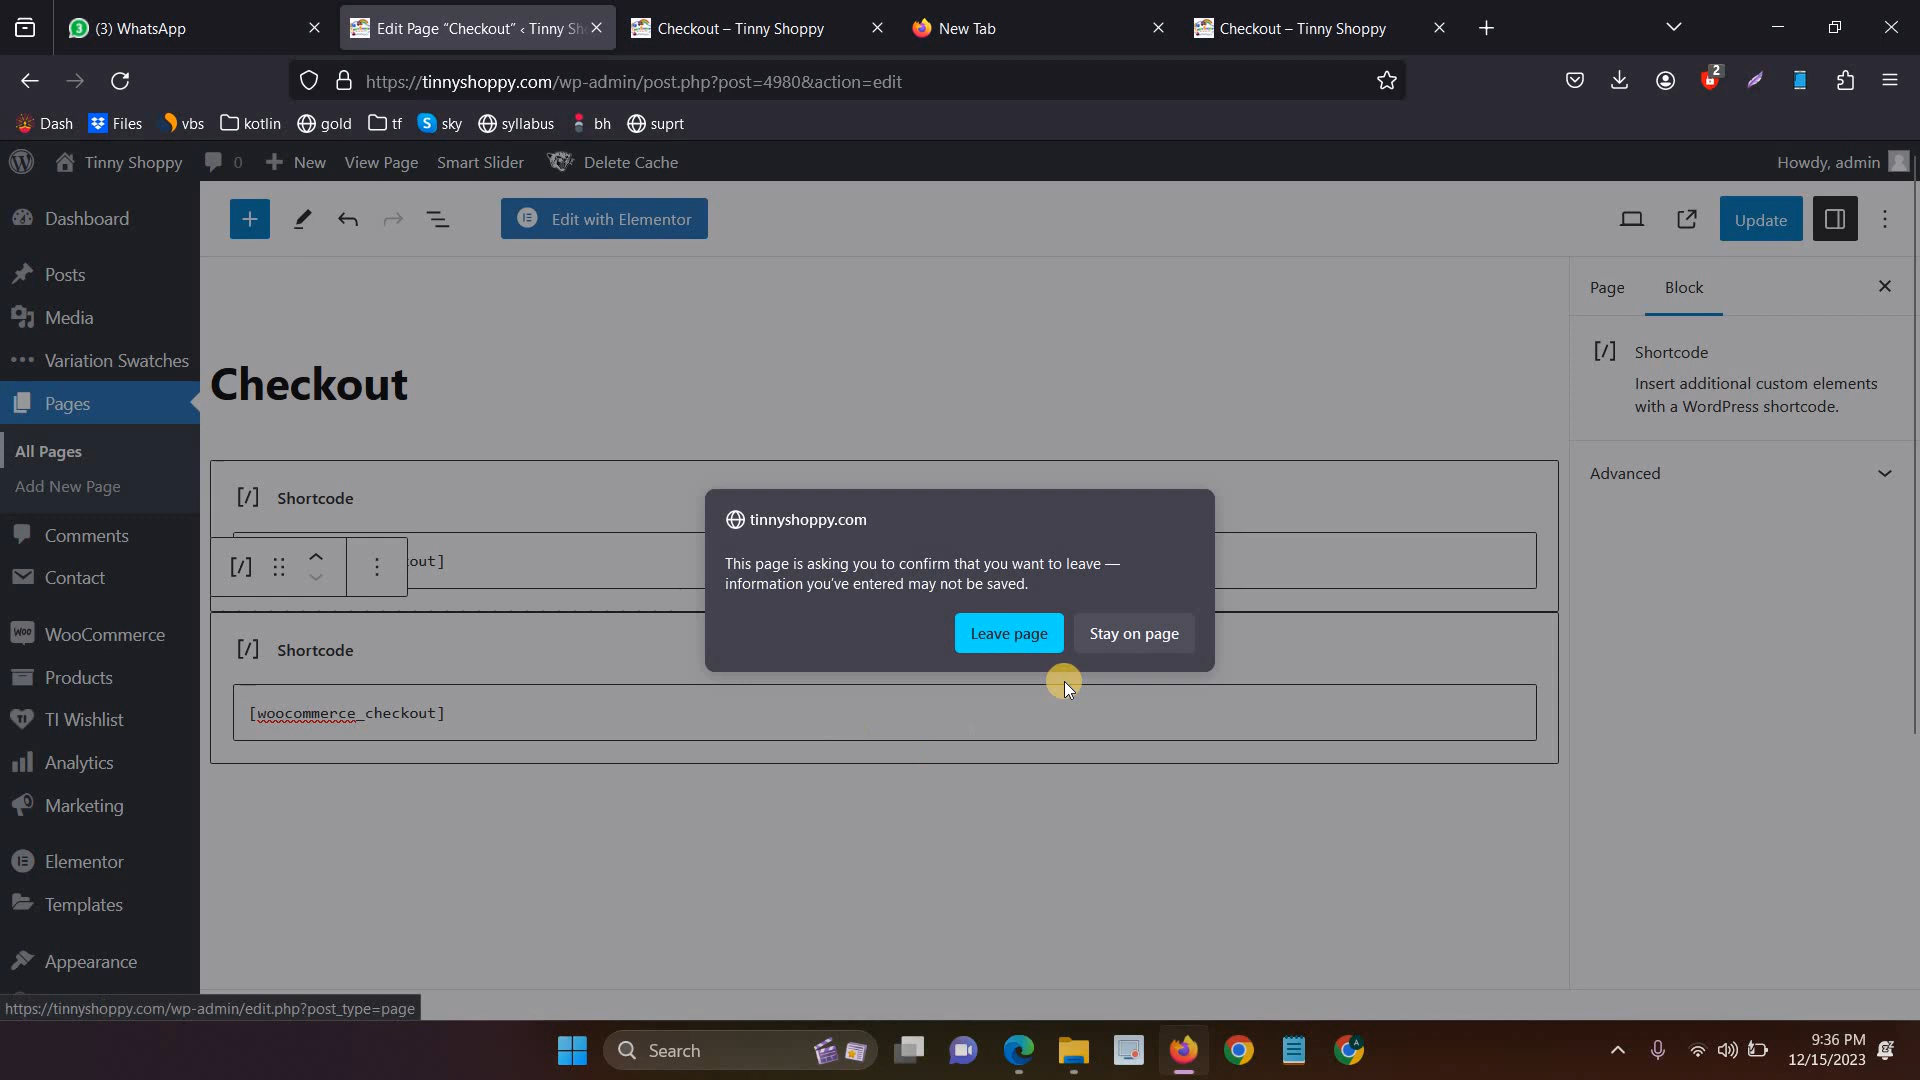 (3) WhatsApp
Edit Page “Checkout” ‹ Tinny Sh
Checkout – Tinny Shoppy
New Tab
Checkout – Tinny Shoppy
https://tinnyshoppy.com/wp-admin/post.php?post=4980&action=edit
2
Dash
Files
vbs
kotlin
gold
tf
sky
syllabus
bh
suprt
Tinny Shoppy
0
New
View Page
Smart Slider
Delete Cache
Howdy, admin
Dashboard
Posts
Media
Variation Swatches
Pages
All Pages
Add New Page
Comments
Contact
WooCommerce
Products
TI Wishlist
Analytics
Marketing
Elementor
Templates
Appearance
https://tinnyshoppy.com/wp-admin/edit.php?post_type=page
Edit with Elementor
Update
Checkout
[/] Shortcode
[/]
out]
[/] Shortcode
[woocommerce_checkout]
tinnyshoppy.com
This page is asking you to confirm that you want to leave —
information you’ve entered may not be saved.
Leave page
Stay on page
Page
Block
[/] Shortcode
Insert additional custom elements
with a WordPress shortcode.
Advanced
Search
9:36 PM
12/15/2023